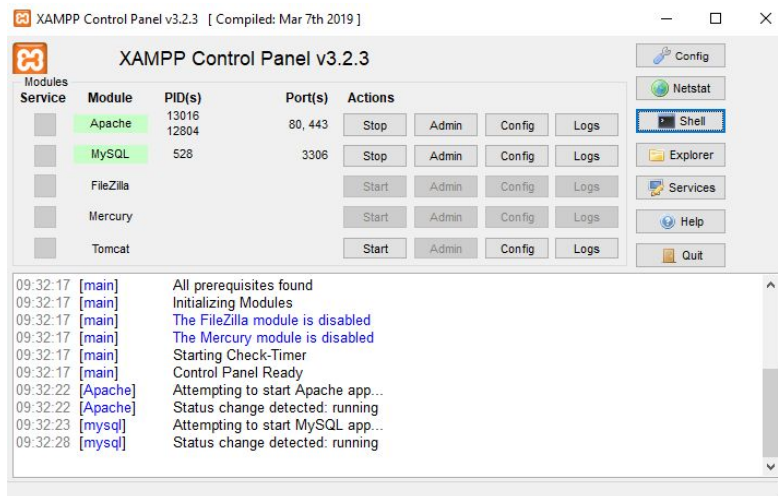 XAMPP Control Panel v3.2.3 [ Compiled: Mar 7th 2019 ]
XAMPP Control Panel v3.2.3
Config
Modules
Service Module PID(s) Port(s) Actions
Netstat
Apache 13016 12804 80, 443 Stop Admin Config Logs
Shell
MySQL 528 3306 Stop Admin Config Logs
Explorer
FileZilla Start Admin Config Logs
Services
Mercury Start Admin Config Logs
Help
Tomcat Start Admin Config Logs
Quit
09:32:17 [main] All prerequisites found
09:32:17 [main] Initializing Modules
09:32:17 [main] The FileZilla module is disabled
09:32:17 [main] The Mercury module is disabled
09:32:17 [main] Starting Check-Timer
09:32:17 [main] Control Panel Ready
09:32:22 [Apache] Attempting to start Apache app...
09:32:22 [Apache] Status change detected: running
09:32:23 [mysql] Attempting to start MySQL app...
09:32:28 [mysql] Status change detected: running